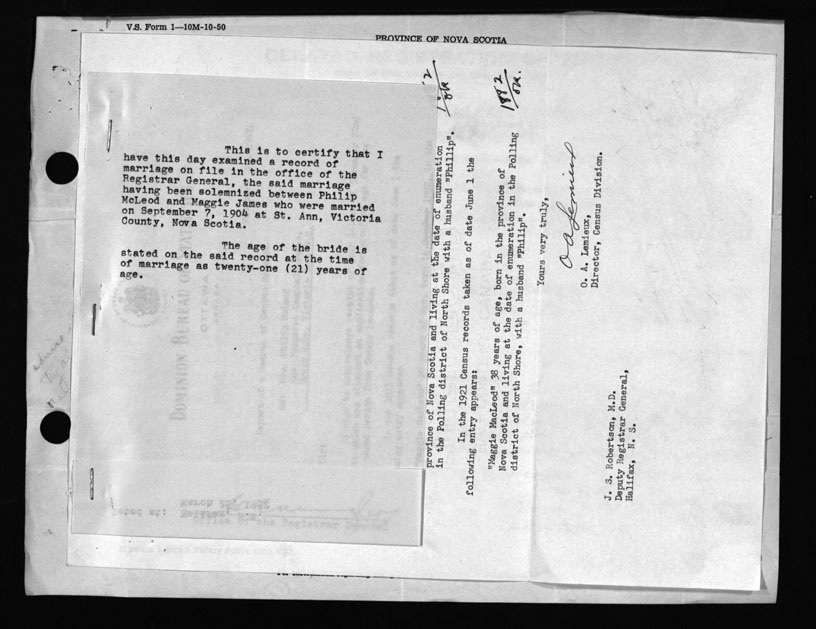 V.S. Form 1—10M-10-50
PROVINCE OF NOVA SCOTIA
This is to certify that I
have this day examined a record of
marriage on file in the office of the
Registrar General, the said marriage
having been solemnized between Philip
McLeod and Maggie James who were married
on September 7, 1904 at St. Ann, Victoria
County, Nova Scotia.
The age of the bride is
stated on the said record at the time
of marriage as twenty-one (21) years of
age.
province of Nova Scotia and living at the date of enumeration
in the Polling district of North Shore with a husband "Phillip".
In the 1921 Census records taken as of date June 1 the
following entry appears:
"Maggie MacLeod" 38 years of age, born in the province of
Nova Scotia and living at the date of enumeration in the Polling
district of North Shore, with a husband "Philip".
1882
Yours very truly,
O A Lemieux
O. A. Lemieux,
Director, Census Division.
J. S. Robertson, M.D.
Deputy Registrar General,
Halifax, N. S.
DOMINION BUREAU OF
Dated at: